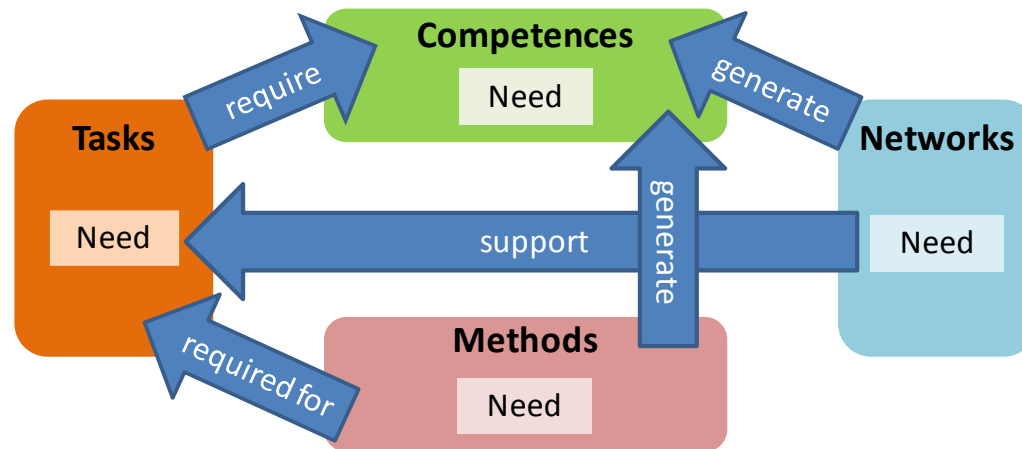 Competences
Need
require
generate
Tasks
Need
Networks
Need
support
generate
Methods
Need
required for